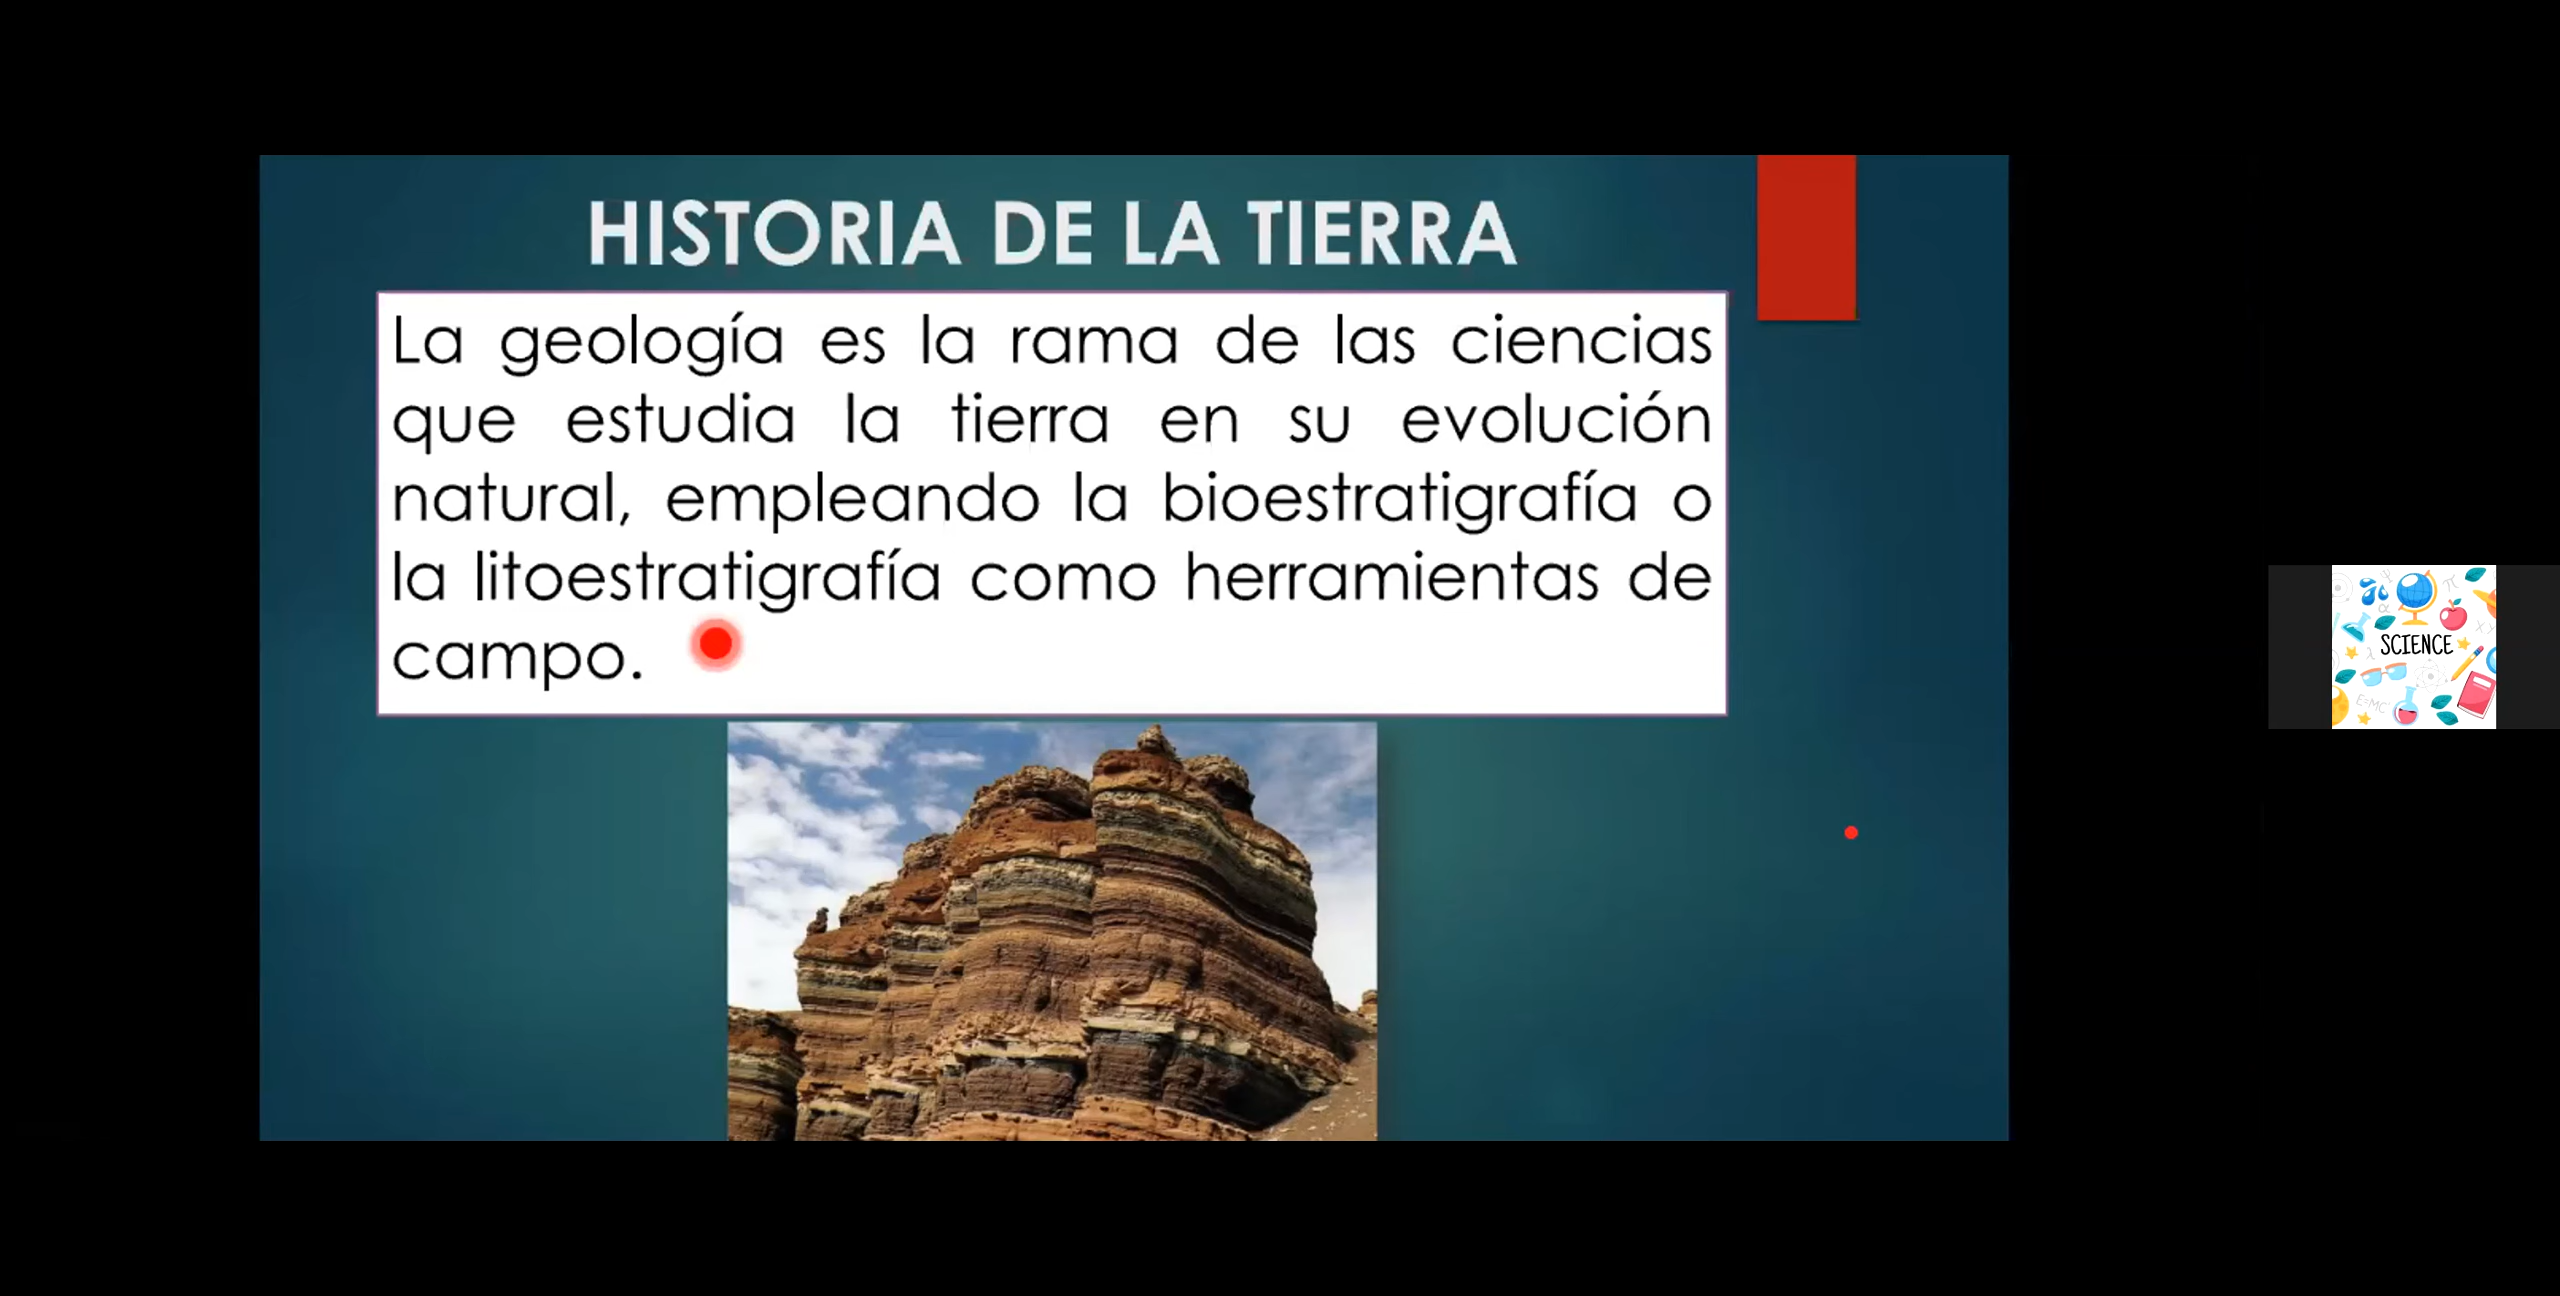 HISTORIA DE LA TIERRA
La geología es la rama de las ciencias
que estudia la tierra en su evolución
natural, empleando la bioestratigrafía o
la litoestratigrafía como herramientas de
campo.
SCIENCE
E=MC